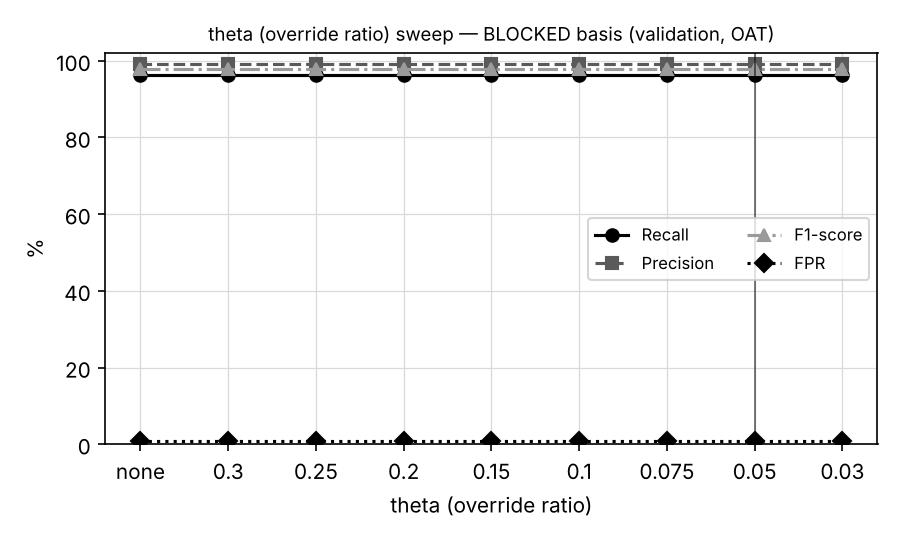 theta (override ratio) sweep — BLOCKED basis (validation, OAT)
100
80
60
40
20
0
%
Recall
Precision
F1-score
FPR
none 0.3 0.25 0.2 0.15 0.1 0.075 0.05 0.03
theta (override ratio)